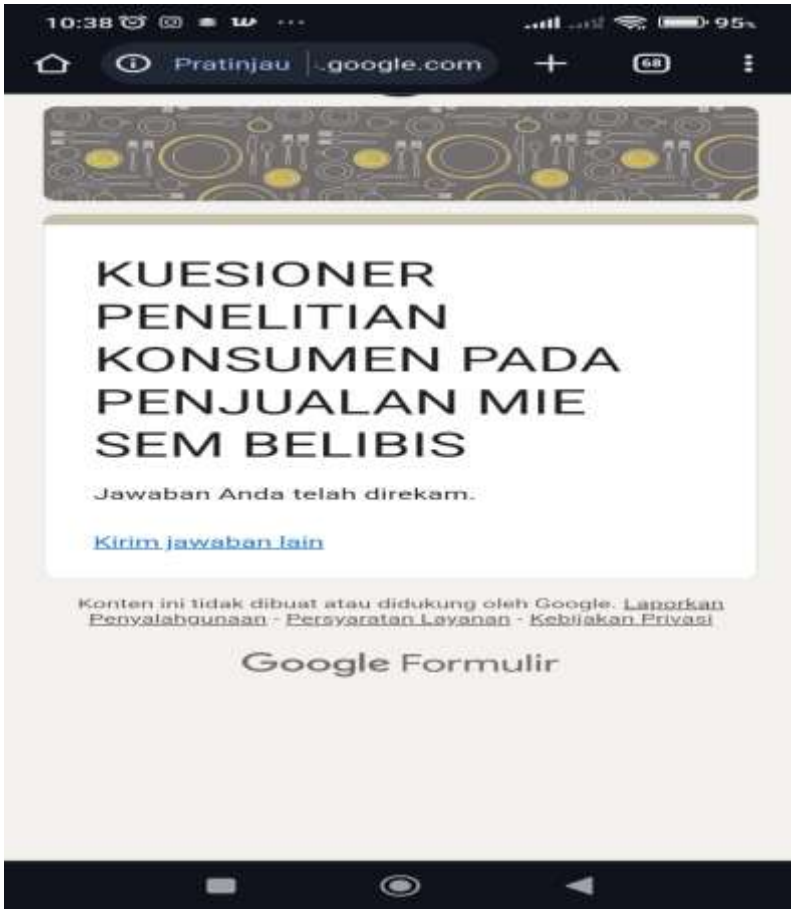 10:38
95%
Pratinjau
.google.com
68
KUESIONER
PENELITIAN
KONSUMEN PADA
PENJUALAN MIE
SEM BELIBIS
Jawaban Anda telah direkam.
Kirim jawaban lain
Konten ini tidak dibuat atau didukung oleh Google. Laporkan
Penyalahgunaan - Persyaratan Layanan - Kebijakan Privasi
Google Formulir